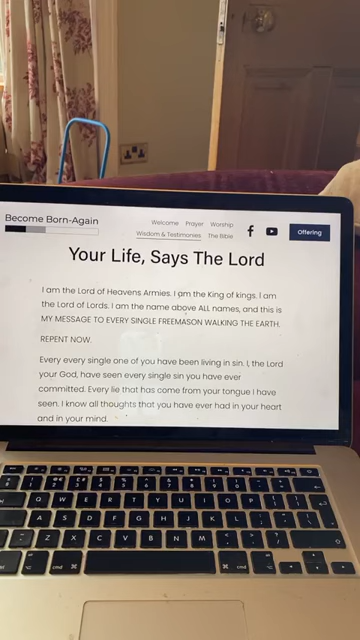 Become Born-Again
Welcome Prayer Worship
Wisdom & Testimonies The Bible
Offering
Your Life, Says The Lord
I am the Lord of Heavens Armies. I am the King of kings. I am
the Lord of Lords. I am the name above ALL names, and this is
MY MESSAGE TO EVERY SINGLE FREEMASON WALKING THE EARTH.
REPENT NOW.
Every every single one of you have been living in sin. I, the Lord
your God, have seen every single sin you have ever
committed. Every lie that has come from your tongue I have
seen. I know all thoughts that you have ever had in your heart
and in your mind.
Q W E R T Y U I O P
A S D F G H J K L
Z X C V B N M
cmd cmd